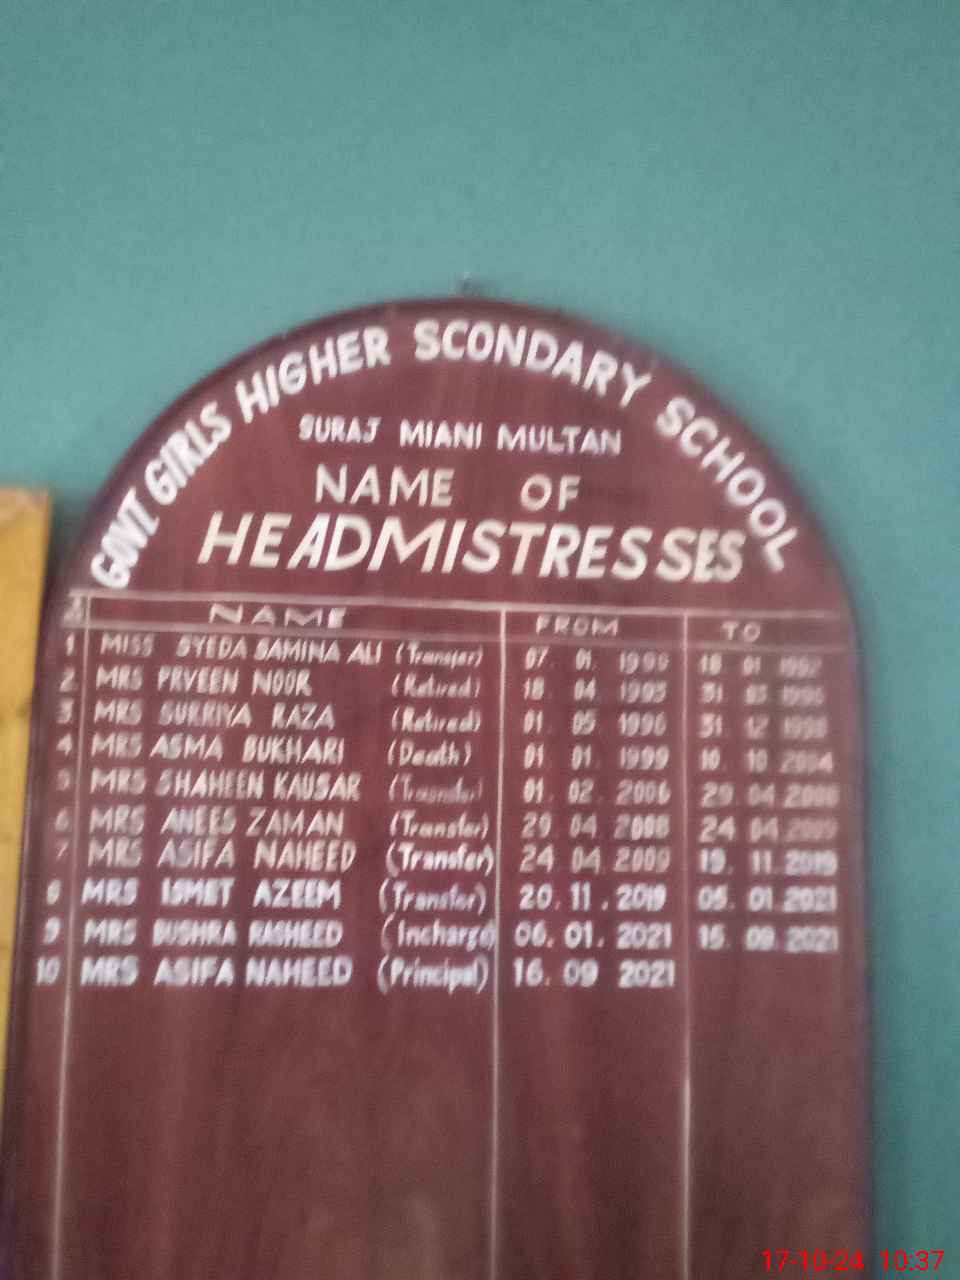 GOVT GIRLS HIGHER SCONDARY SCHOOL
SURAJ MIANI MULTAN
NAME OF
HEADMISTRESSES
NAME FROM TO
1 MISS SYEDA SAMINA ALI (Transfer) 07. 01. 18 01
2 MRS PRVEEN NOOR (Retired) 18 04 31 03
3 MRS SURRIYA RAZA (Retired) 01. 05 1996 31 12 1998
4 MRS ASMA BUKHARI (Death) 01 01. 1999 10. 10 2004
5 MRS SHAHEEN KAUSAR (Transfer) 01. 02. 2006 29 04 2008
6 MRS ANEES ZAMAN (Transfer) 29 04 2008 24 04 2009
7 MRS ASIFA NAHEED (Transfer) 24 04 2009 19. 11. 2019
8 MRS ISMET AZEEM (Transfer) 20. 11. 2019 05. 01. 2021
9 MRS BUSHRA RASHEED (Incharge) 06. 01. 2021 15. 09. 2021
10 MRS ASIFA NAHEED (Principal) 16. 09 2021
17-10-24 10:37